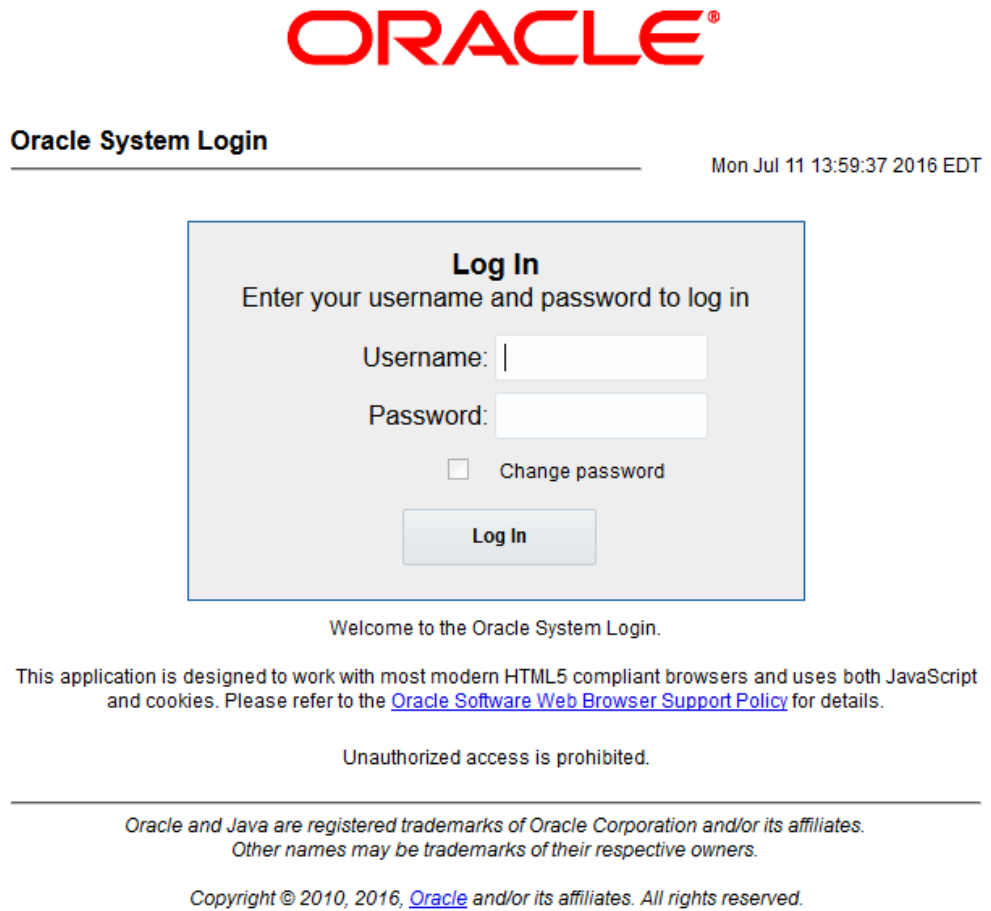 ORACLE®
Oracle System Login
Mon Jul 11 13:59:37 2016 EDT
Log In
Enter your username and password to log in
Username:
Password:
Change password
Log In
Welcome to the Oracle System Login.
This application is designed to work with most modern HTML5 compliant browsers and uses both JavaScript
and cookies. Please refer to the Oracle Software Web Browser Support Policy for details.
Unauthorized access is prohibited.
Oracle and Java are registered trademarks of Oracle Corporation and/or its affiliates.
Other names may be trademarks of their respective owners.
Copyright © 2010, 2016, Oracle and/or its affiliates. All rights reserved.